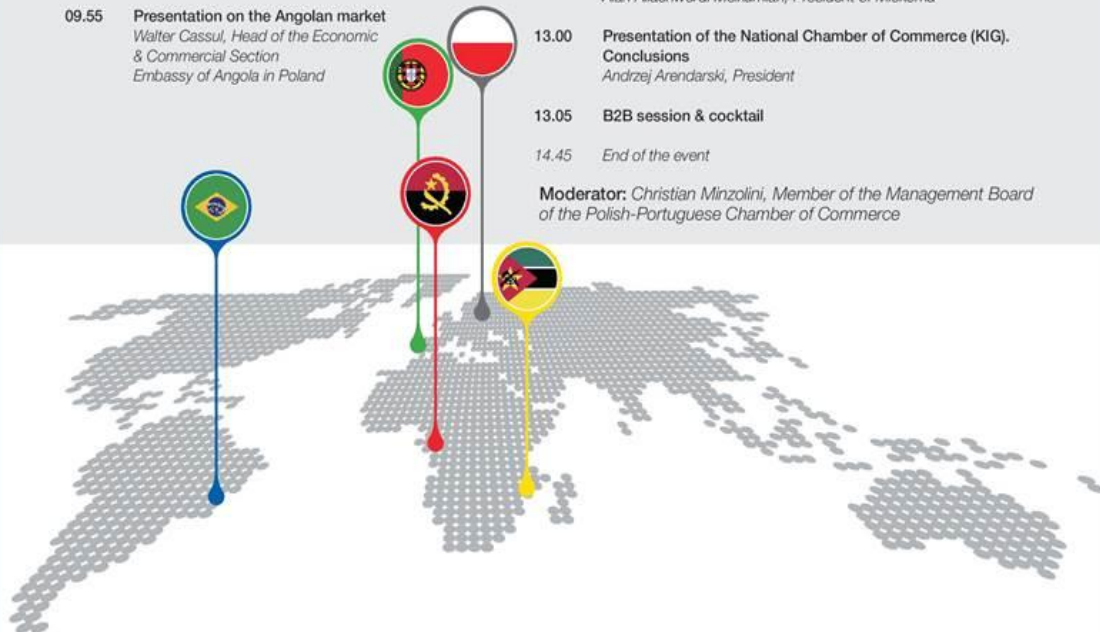 09.55 Presentation on the Angolan market
Walter Cassul, Head of the Economic
& Commercial Section
Embassy of Angola in Poland
13.00 Presentation of the National Chamber of Commerce (KIG).
Conclusions
Andrzej Arendarski, President
13.05 B2B session & cocktail
14.45 End of the event
Moderator: Christian Minzolini, Member of the Management Board
of the Polish-Portuguese Chamber of Commerce